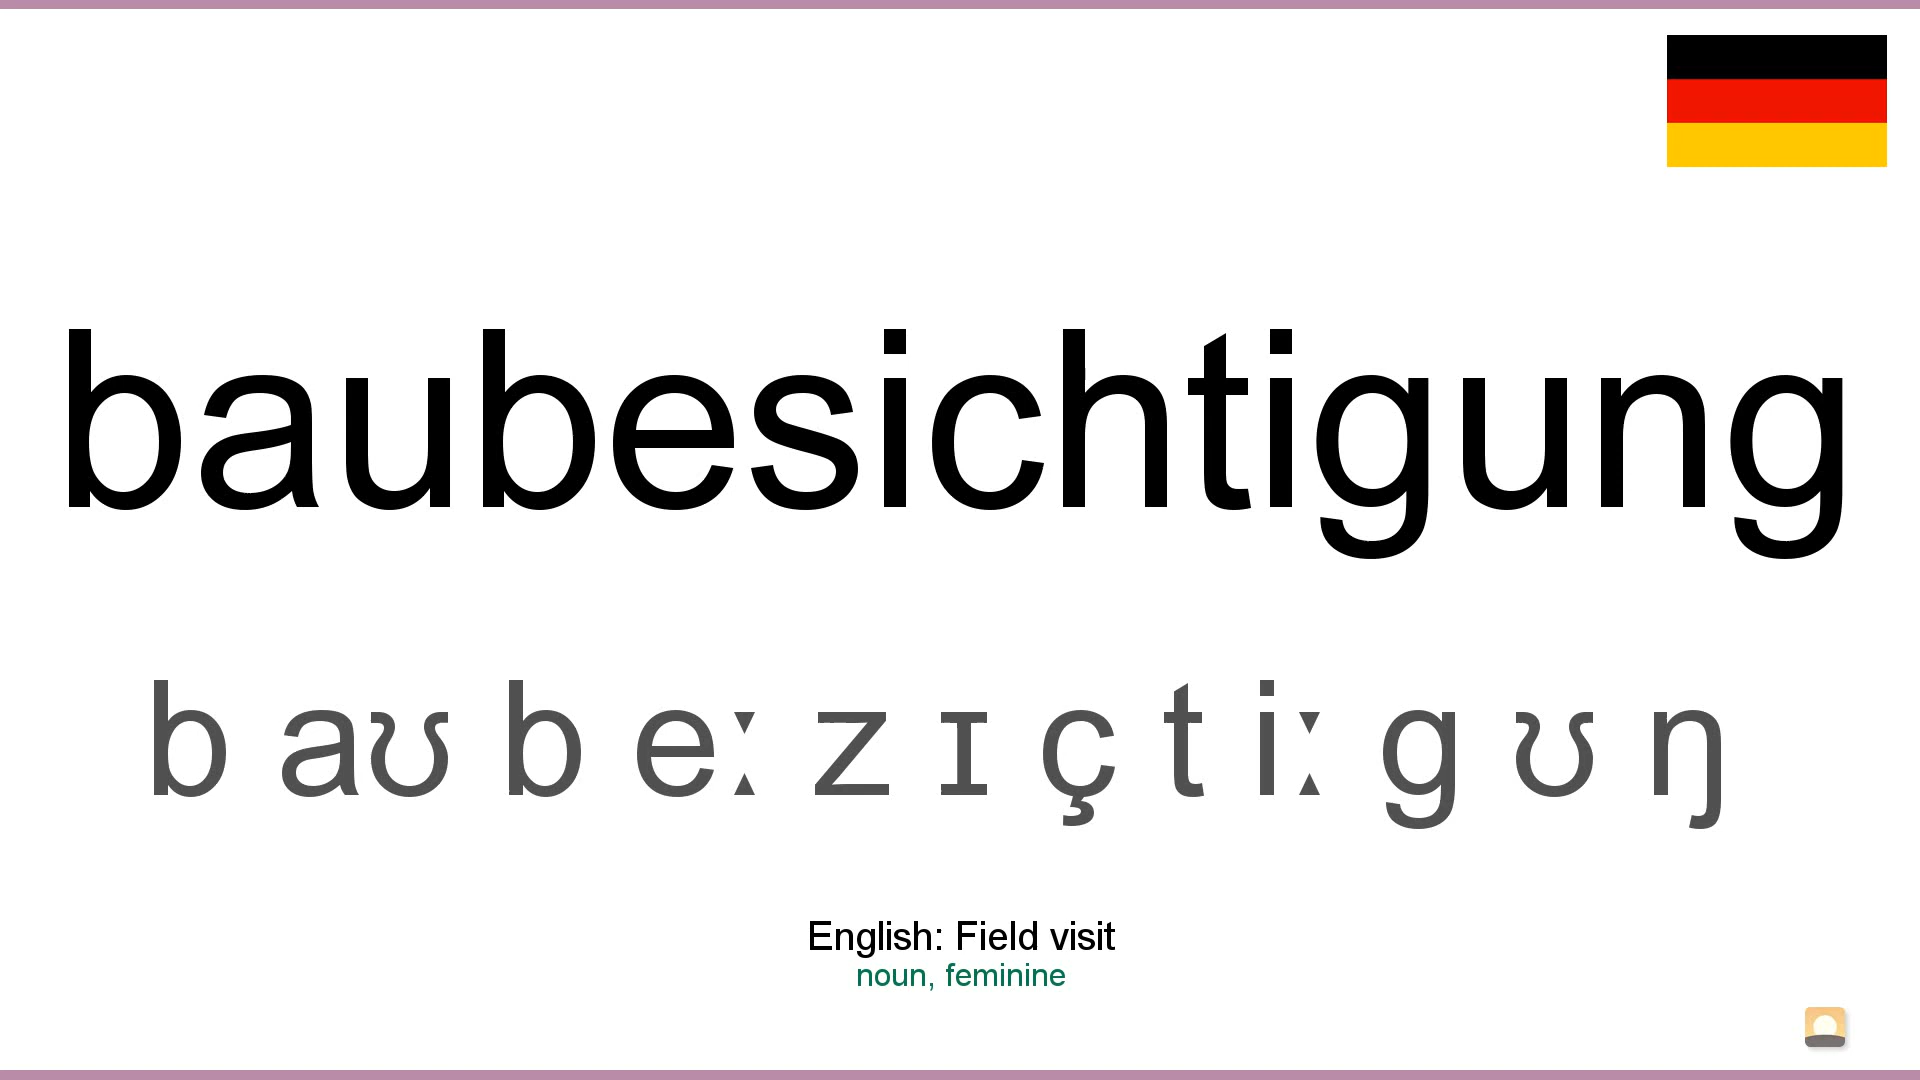 baubesichtigung
b aʊ b eː z ɪ ç t iː g ʊ ŋ
English: Field visit
noun, feminine